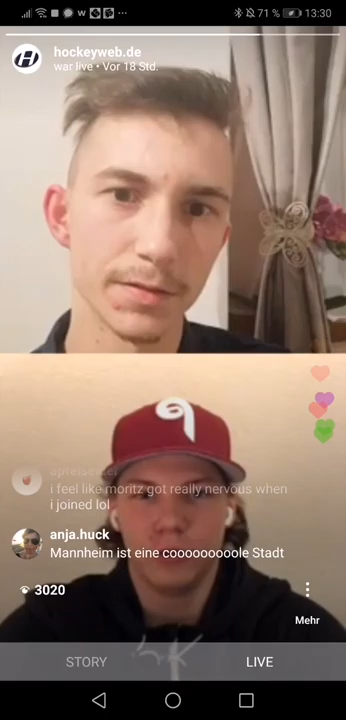 71 % 13:30
hockeyweb.de
war live • Vor 18 Std.
apfelseizer
i feel like moritz got really nervous when
i joined lol
anja.huck
Mannheim ist eine cooooooooole Stadt
3020
Mehr
STORY LIVE